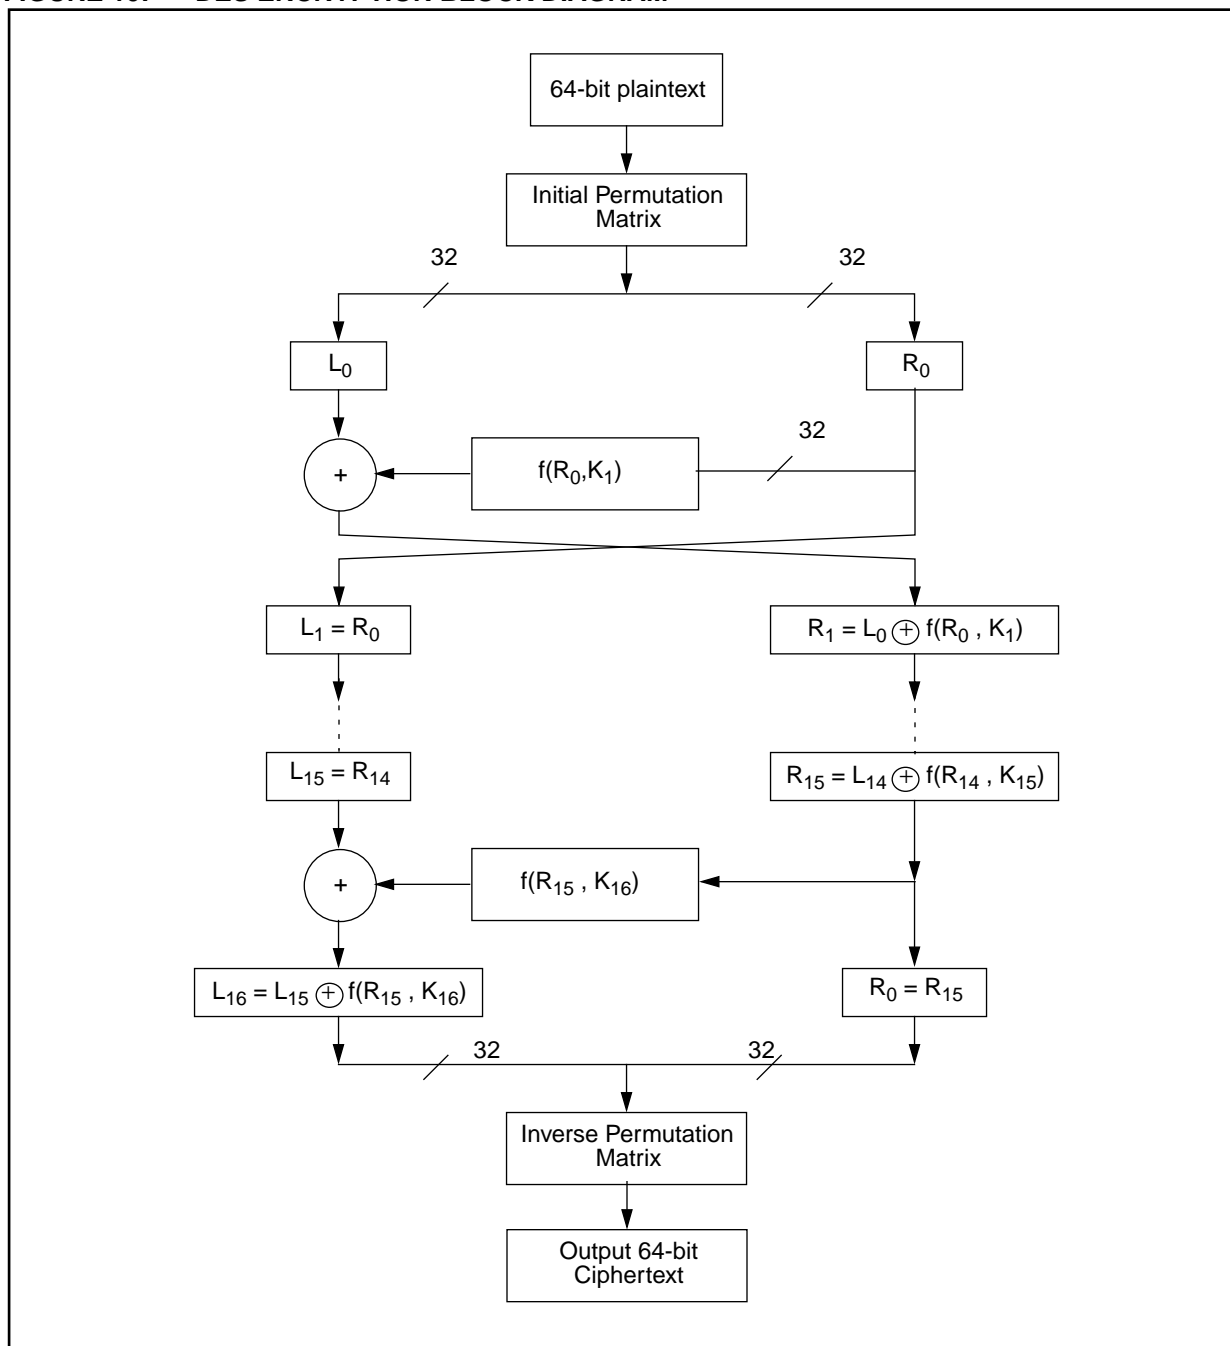 64-bit plaintext
Initial Permutation
Matrix
32
32
L0
R0
32
+
f(R0,K1)
L1 = R0
R1 = L0 ⊕ f(R0 , K1)
L15 = R14
R15 = L14 ⊕ f(R14 , K15)
+
f(R15 , K16)
L16 = L15 ⊕ f(R15 , K16)
R0 = R15
32
32
Inverse Permutation
Matrix
Output 64-bit
Ciphertext